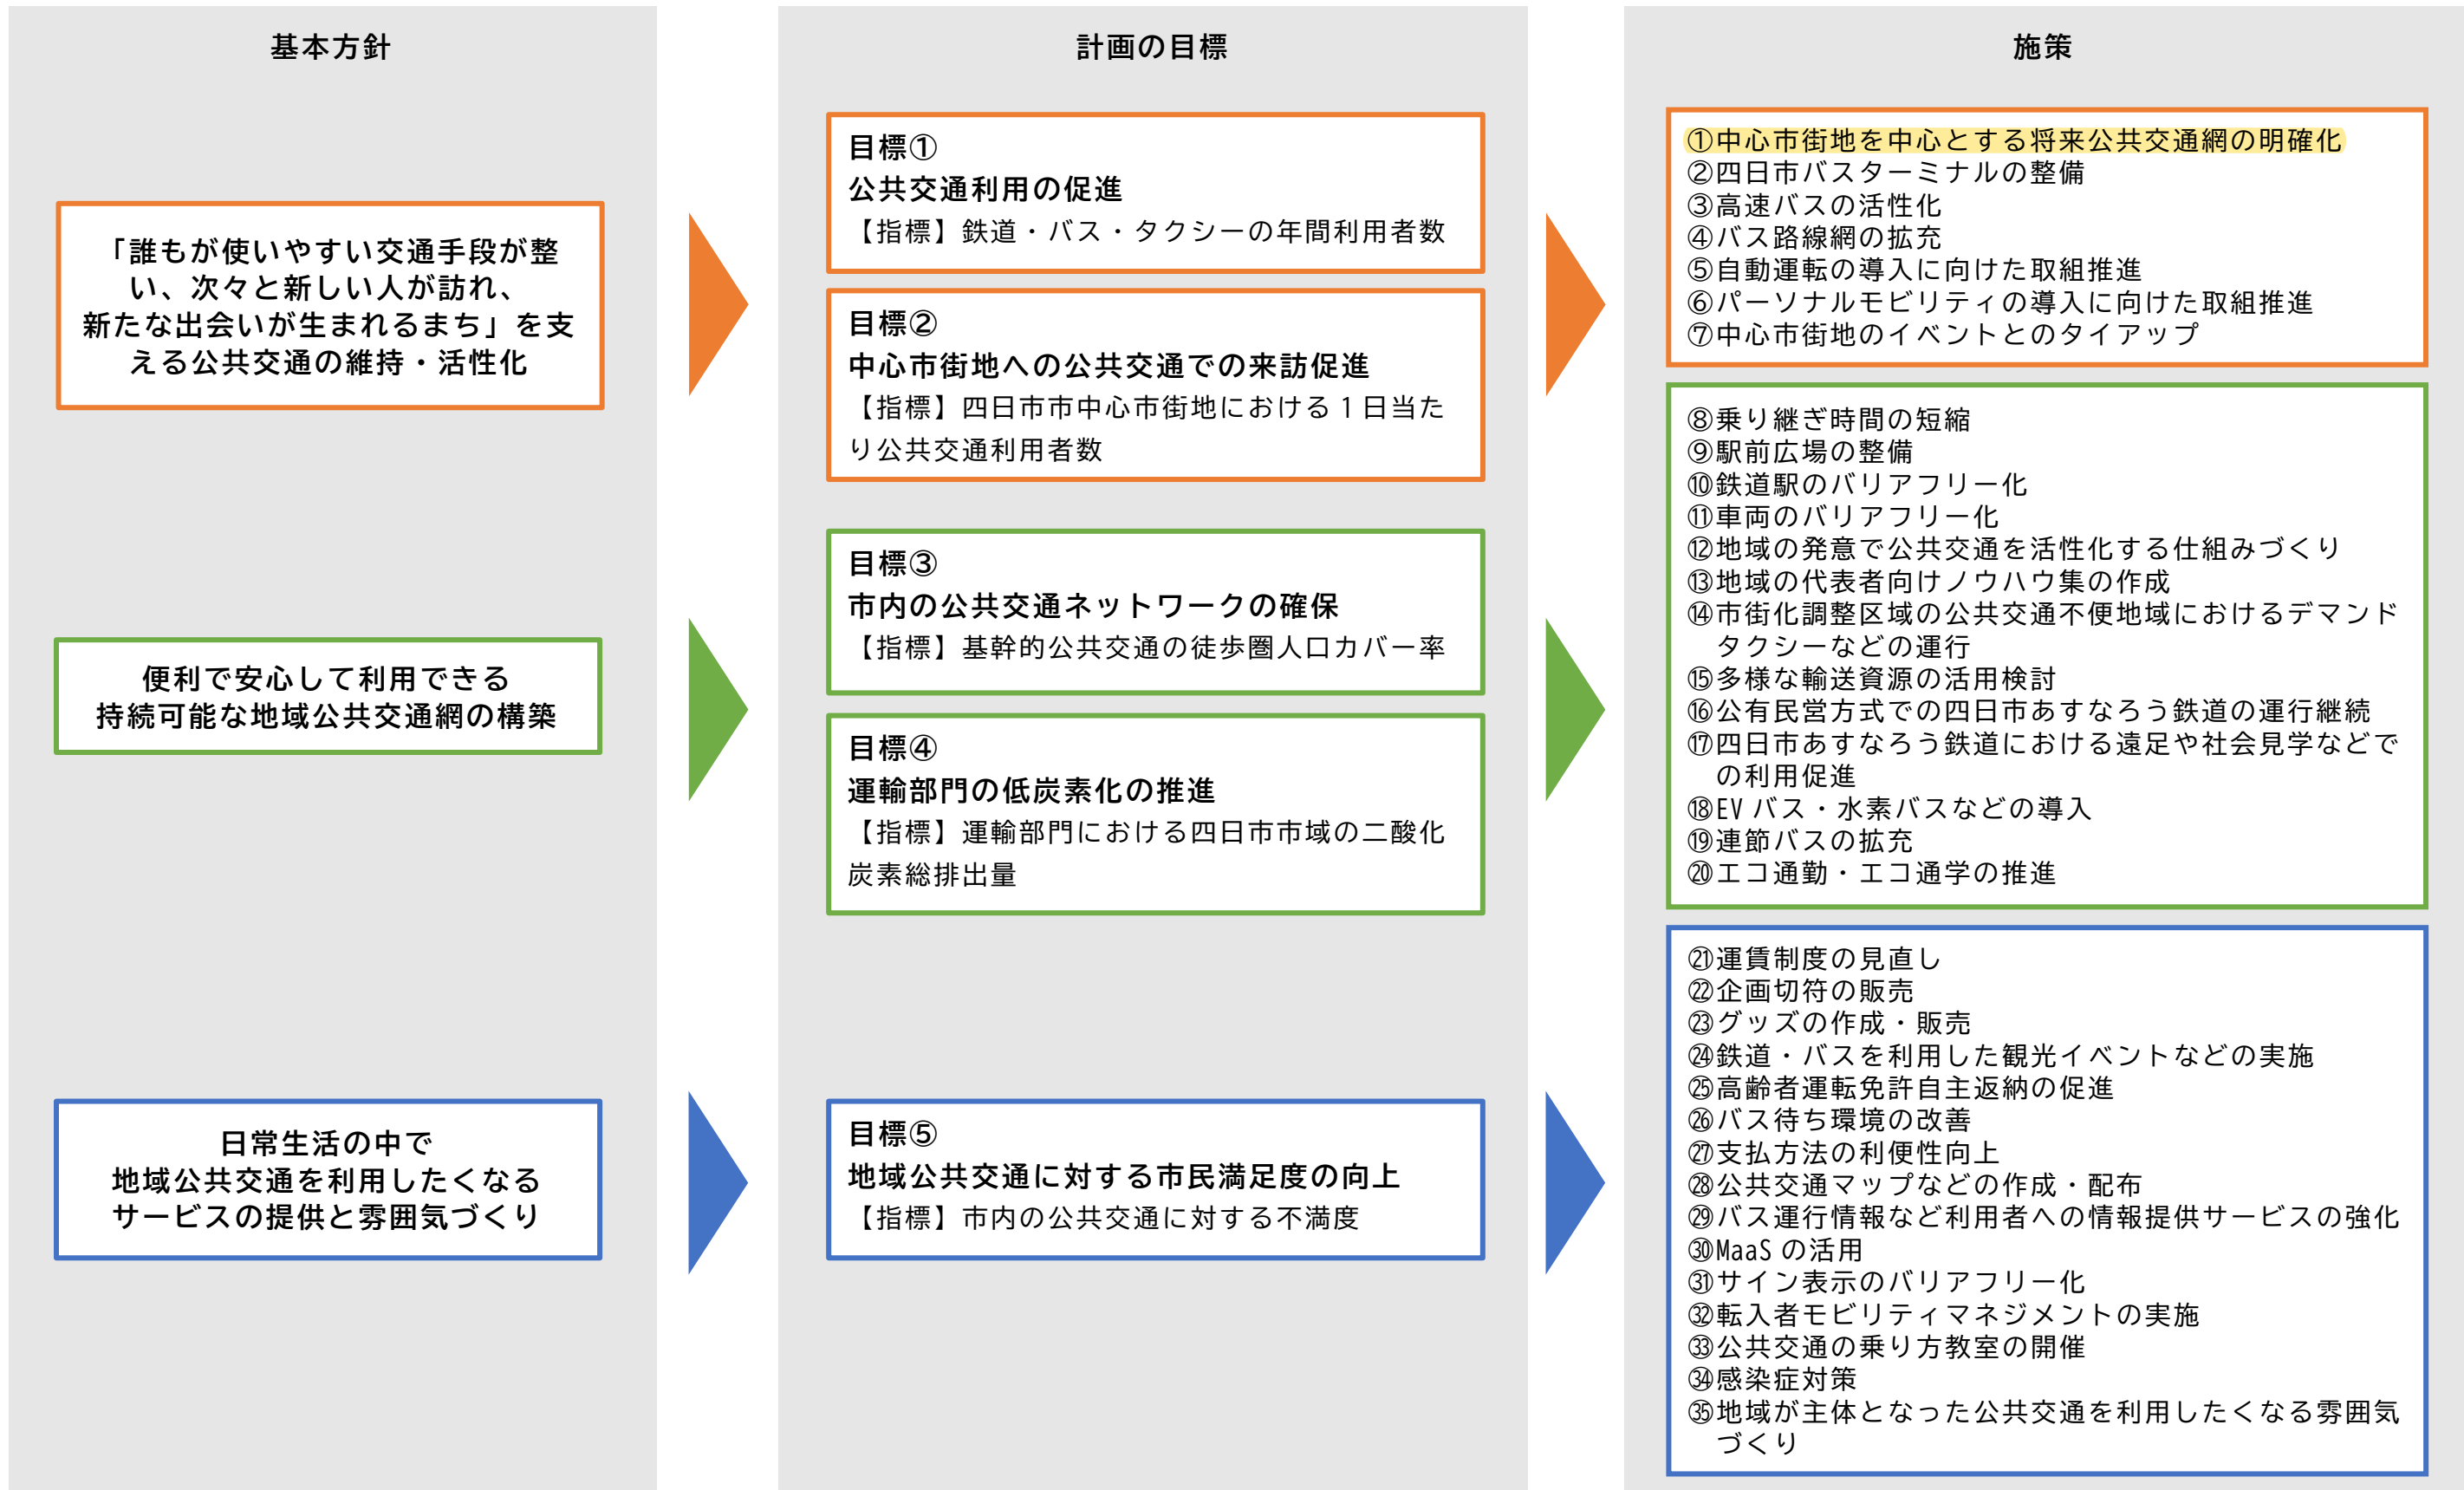 基本方針
「誰もが使いやすい交通手段が整
い、次々と新しい人が訪れ、
新たな出会いが生まれるまち」を支
える公共交通の維持・活性化
便利で安心して利用できる
持続可能な地域公共交通網の構築
日常生活の中で
地域公共交通を利用したくなる
サービスの提供と雰囲気づくり
計画の目標
目標①
公共交通利用の促進
【指標】鉄道・バス・タクシーの年間利用者数
目標②
中心市街地への公共交通での来訪促進
【指標】四日市市中心市街地における１日当た
り公共交通利用者数
目標③
市内の公共交通ネットワークの確保
【指標】基幹的公共交通の徒歩圏人口カバー率
目標④
運輸部門の低炭素化の推進
【指標】運輸部門における四日市市域の二酸化
炭素総排出量
目標⑤
地域公共交通に対する市民満足度の向上
【指標】市内の公共交通に対する不満度
施策
①中心市街地を中心とする将来公共交通網の明確化
②四日市バスターミナルの整備
③高速バスの活性化
④バス路線網の拡充
⑤自動運転の導入に向けた取組推進
⑥パーソナルモビリティの導入に向けた取組推進
⑦中心市街地のイベントとのタイアップ
⑧乗り継ぎ時間の短縮
⑨駅前広場の整備
⑩鉄道駅のバリアフリー化
⑪車両のバリアフリー化
⑫地域の発意で公共交通を活性化する仕組みづくり
⑬地域の代表者向けノウハウ集の作成
⑭市街化調整区域の公共交通不便地域におけるデマンド
タクシーなどの運行
⑮多様な輸送資源の活用検討
⑯公有民営方式での四日市あすなろう鉄道の運行継続
⑰四日市あすなろう鉄道における遠足や社会見学などで
の利用促進
⑱EV バス・水素バスなどの導入
⑲連節バスの拡充
⑳エコ通勤・エコ通学の推進
㉑運賃制度の見直し
㉒企画切符の販売
㉓グッズの作成・販売
㉔鉄道・バスを利用した観光イベントなどの実施
㉕高齢者運転免許自主返納の促進
㉖バス待ち環境の改善
㉗支払方法の利便性向上
㉘公共交通マップなどの作成・配布
㉙バス運行情報など利用者への情報提供サービスの強化
㉚MaaS の活用
㉛サイン表示のバリアフリー化
㉜転入者モビリティマネジメントの実施
㉝公共交通の乗り方教室の開催
㉞感染症対策
㉟地域が主体となった公共交通を利用したくなる雰囲気
づくり